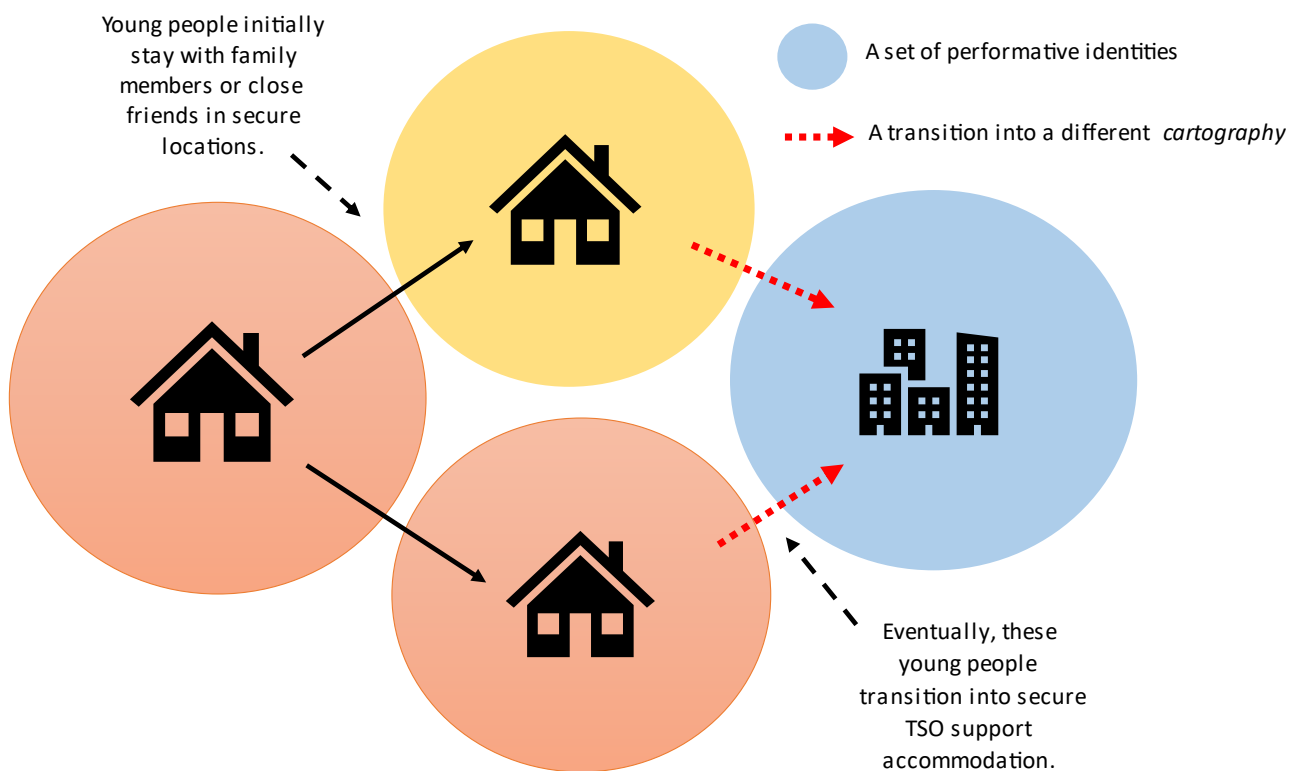 Young people initially
stay with family
members or close
friends in secure
locations.
A set of performative identities
A transition into a different cartography
Eventually, these
young people
transition into secure
TSO support
accommodation.